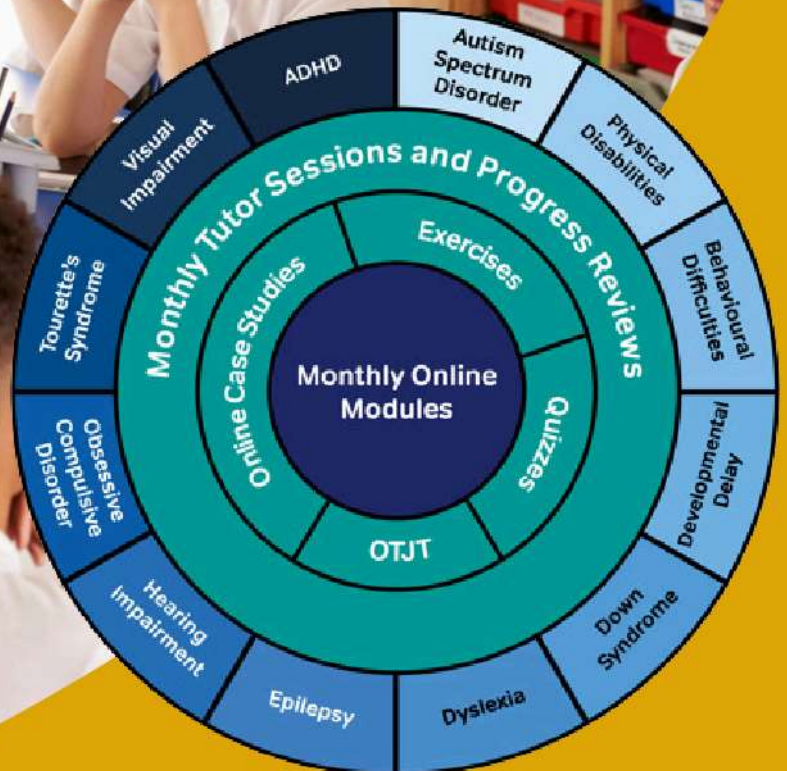 Autism
Spectrum
Disorder
Physical
Disabilities
Behavioural
Difficulties
Developmental
Delay
Down
Syndrome
Dyslexia
Epilepsy
Hearing
Impairment
Obsessive
Compulsive
Disorder
Tourette's
Syndrome
Visual
Impairment
ADHD
Monthly Tutor Sessions and Progress Reviews
Online Case Studies
Exercises
Quizzes
OTJT
Monthly Online
Modules